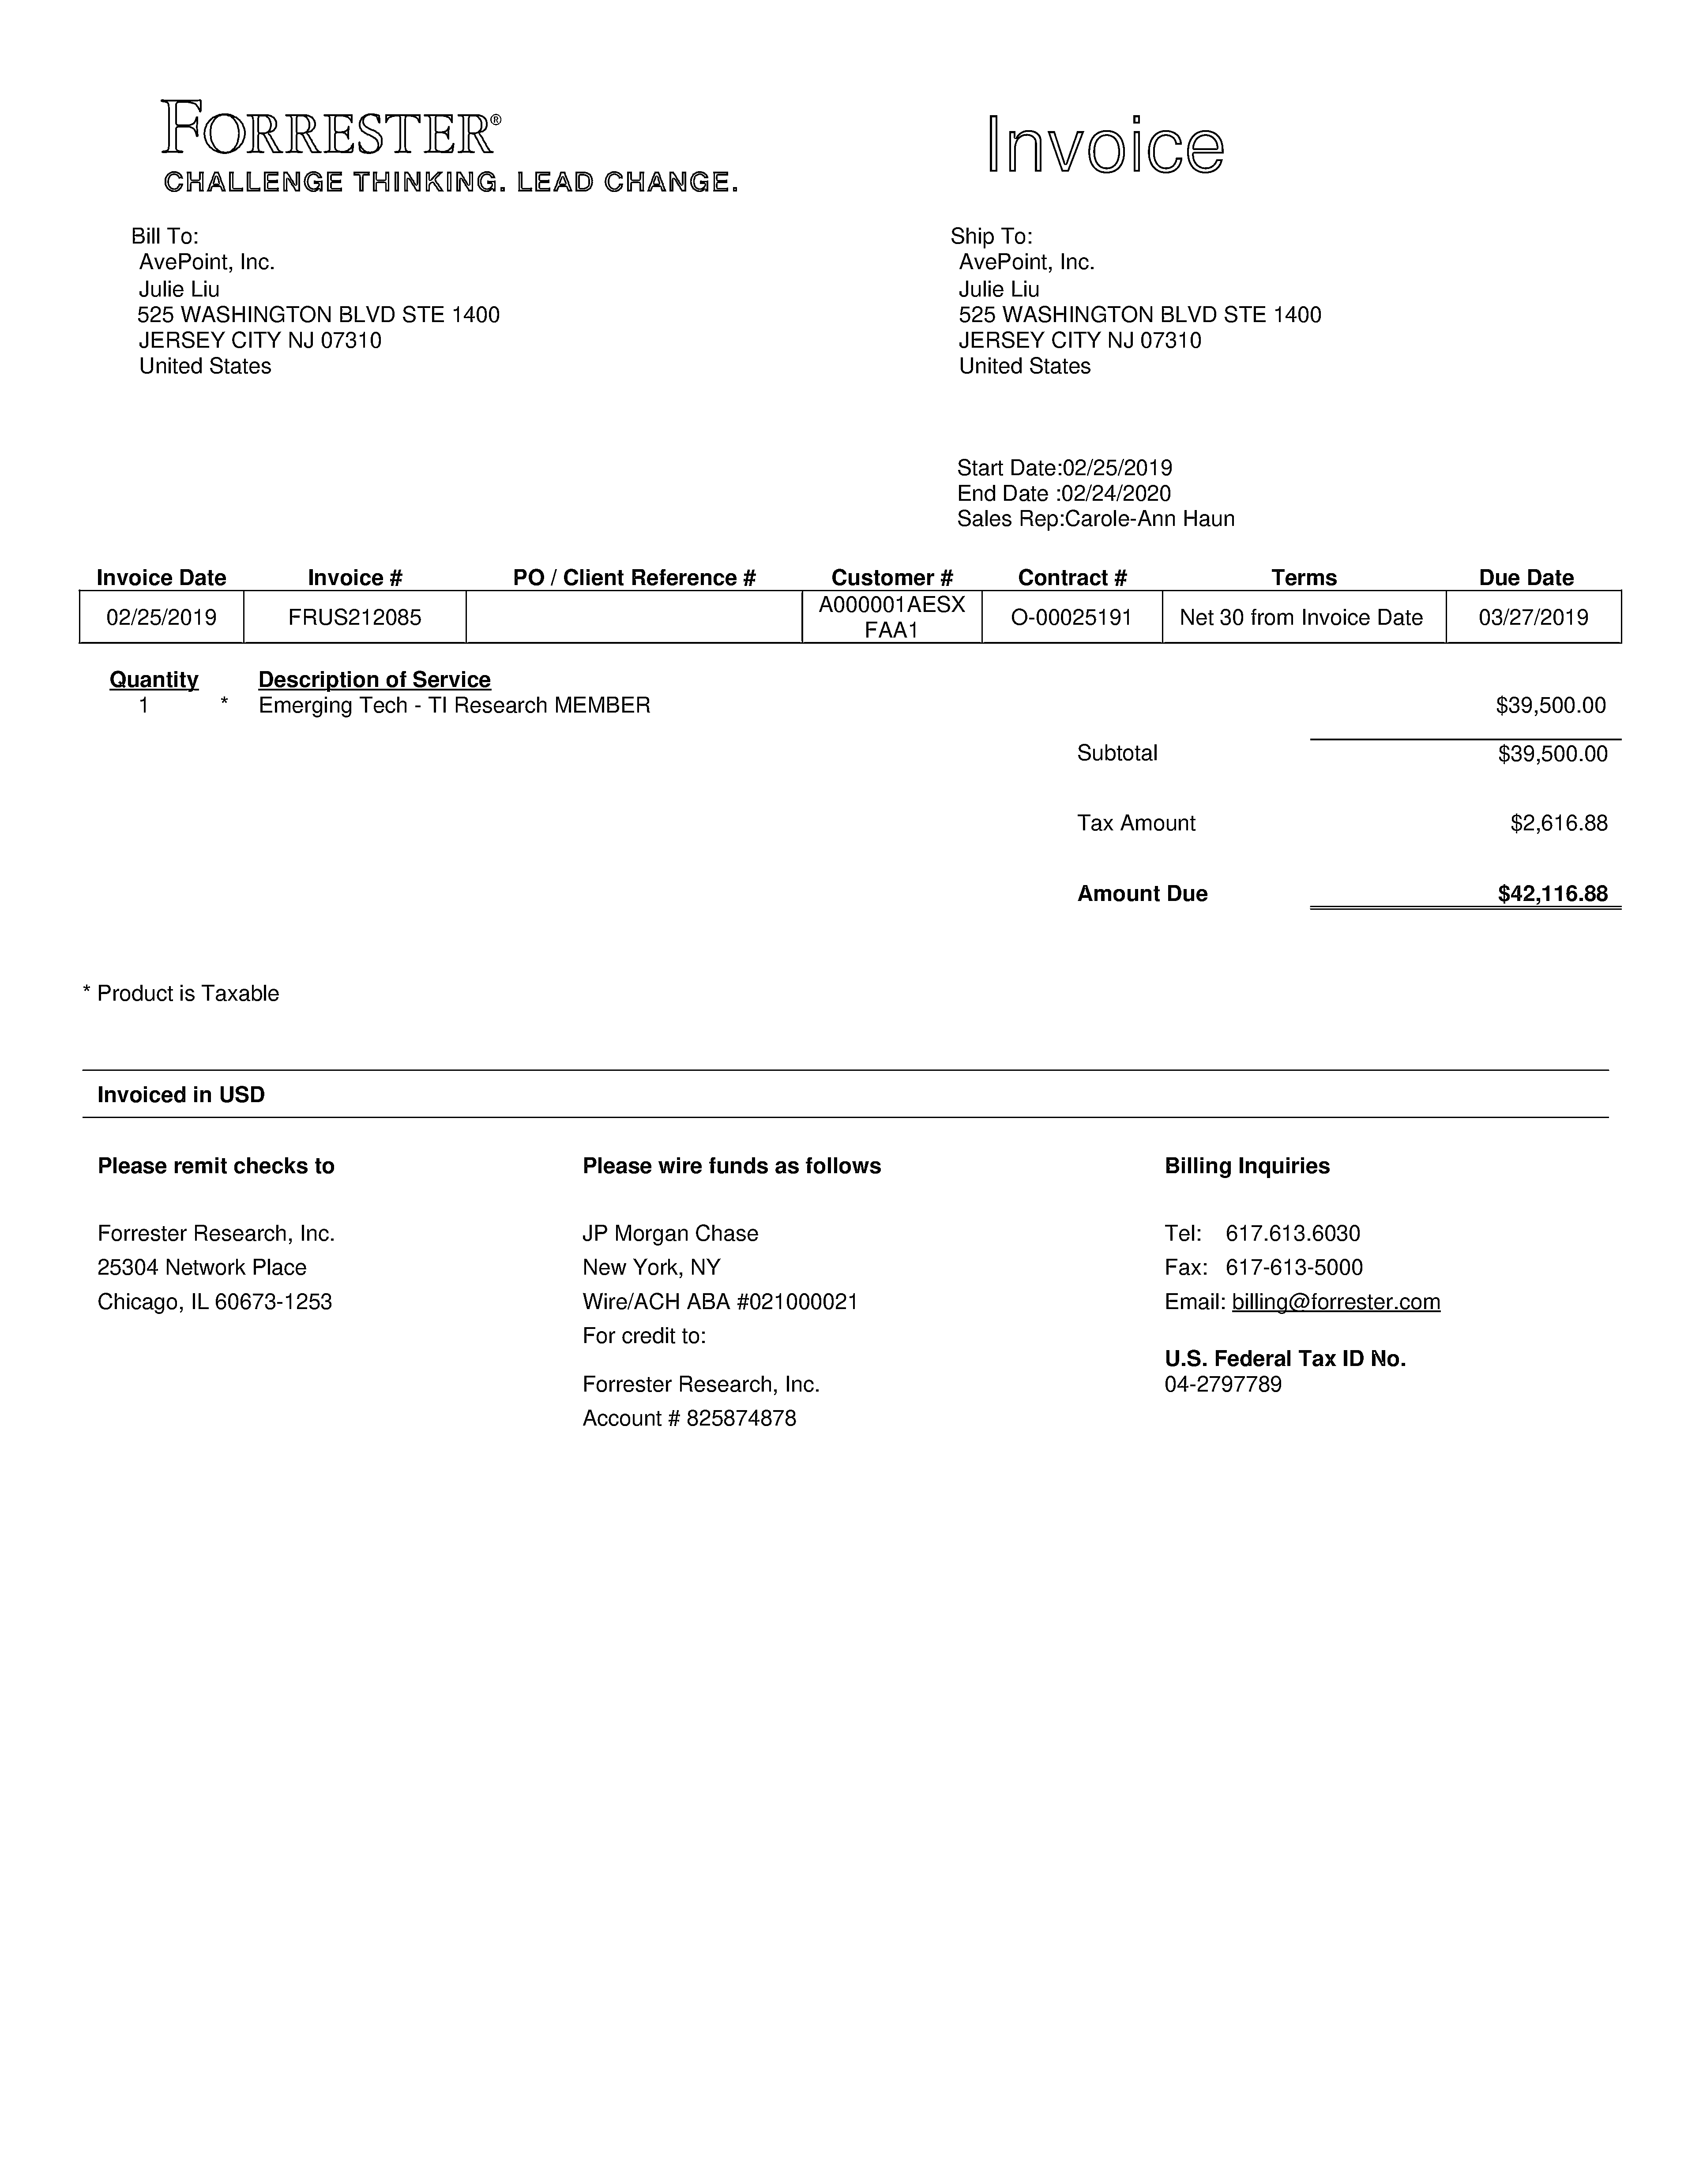 FORRESTER®
CHALLENGE THINKING. LEAD CHANGE.
Invoice
Bill To:
AvePoint, Inc.
Julie Liu
525 WASHINGTON BLVD STE 1400
JERSEY CITY NJ 07310
United States
Ship To:
AvePoint, Inc.
Julie Liu
525 WASHINGTON BLVD STE 1400
JERSEY CITY NJ 07310
United States
Start Date:02/25/2019
End Date :02/24/2020
Sales Rep:Carole-Ann Haun
Invoice Date Invoice # PO / Client Reference # Customer # Contract # Terms Due Date
02/25/2019 FRUS212085 A000001AESX FAA1 O-00025191 Net 30 from Invoice Date 03/27/2019
Quantity Description of Service
1 * Emerging Tech - TI Research MEMBER $39,500.00
Subtotal $39,500.00
Tax Amount $2,616.88
Amount Due $42,116.88
* Product is Taxable
Invoiced in USD
Please remit checks to
Forrester Research, Inc.
25304 Network Place
Chicago, IL 60673-1253
Please wire funds as follows
JP Morgan Chase
New York, NY
Wire/ACH ABA #021000021
For credit to:
Forrester Research, Inc.
Account # 825874878
Billing Inquiries
Tel: 617.613.6030
Fax: 617-613-5000
Email: billing@forrester.com
U.S. Federal Tax ID No.
04-2797789